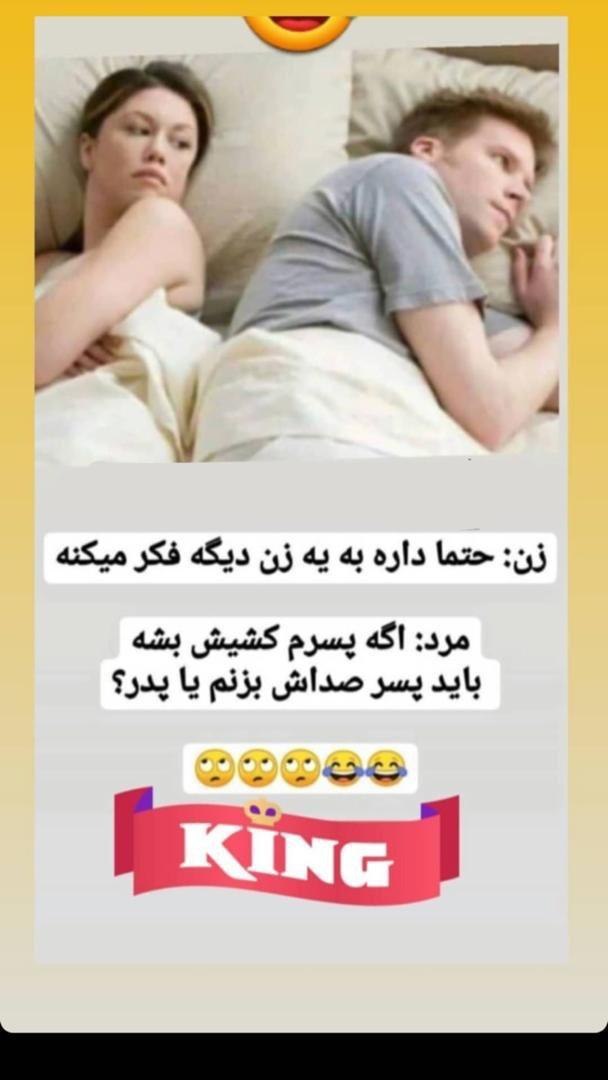 زن: حتما داره به یه زن دیگه فکر میکنه
مرد: اگه پسرم کشیش بشه
باید پسر صداش بزنم یا پدر؟
🙄🙄🙄😂😂
KING